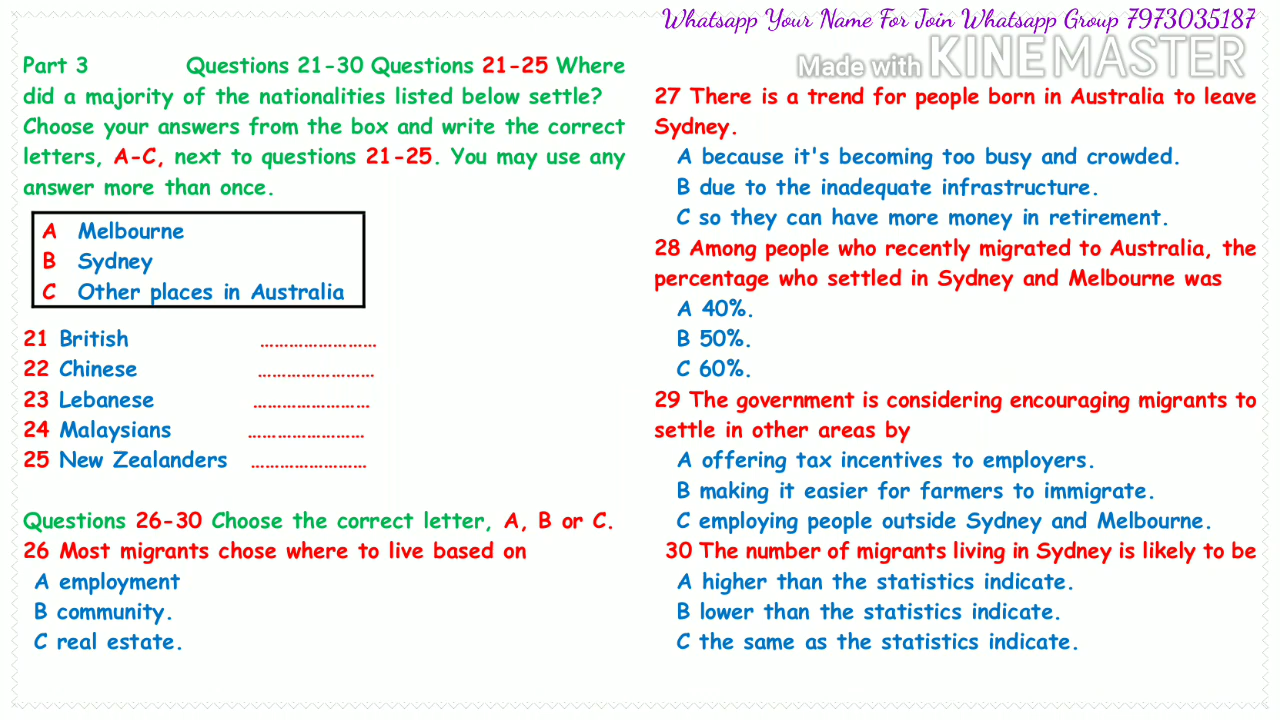 Whatsapp Your Name For Join Whatsapp Group 7973035187
Made with KINEMASTER
Part 3 Questions 21-30 Questions 21-25 Where
did a majority of the nationalities listed below settle?
Choose your answers from the box and write the correct
letters, A-C, next to questions 21-25. You may use any
answer more than once.
A Melbourne
B Sydney
C Other places in Australia
21 British ........................
22 Chinese ........................
23 Lebanese ........................
24 Malaysians ........................
25 New Zealanders ........................
Questions 26-30 Choose the correct letter, A, B or C.
26 Most migrants chose where to live based on
A employment
B community.
C real estate.
27 There is a trend for people born in Australia to leave
Sydney.
A because it's becoming too busy and crowded.
B due to the inadequate infrastructure.
C so they can have more money in retirement.
28 Among people who recently migrated to Australia, the
percentage who settled in Sydney and Melbourne was
A 40%.
B 50%.
C 60%.
29 The government is considering encouraging migrants to
settle in other areas by
A offering tax incentives to employers.
B making it easier for farmers to immigrate.
C employing people outside Sydney and Melbourne.
30 The number of migrants living in Sydney is likely to be
A higher than the statistics indicate.
B lower than the statistics indicate.
C the same as the statistics indicate.